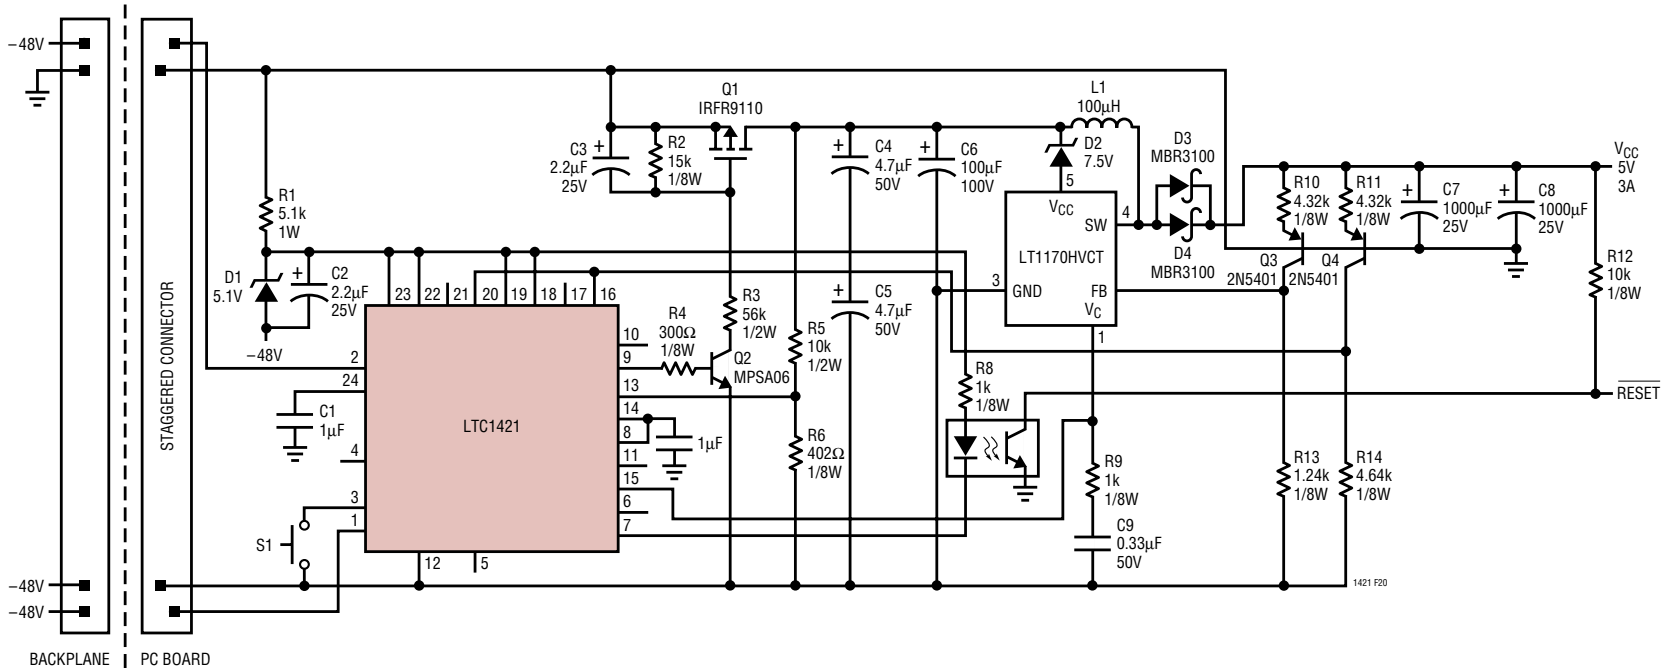 −48V
−48V
−48V
BACKPLANE
STAGGERED CONNECTOR
PC BOARD
R1
5.1k
1W
D1
5.1V
C2
2.2µF
25V
−48V
C1
1µF
S1
C3
2.2µF
25V
R2
15k
1/8W
Q1
IRFR9110
LTC1421
23
22
21
20
19
18
17
16
2
24
4
3
1
12
5
10
9
13
14
8
11
15
6
7
1µF
R4
300Ω
1/8W
R3
56k
1/2W
Q2
MPSA06
R5
10k
1/2W
R6
402Ω
1/8W
C4
4.7µF
50V
C5
4.7µF
50V
C6
100µF
100V
L1
100µH
D2
7.5V
5
VCC
SW
4
LT1170HVCT
3
GND
FB
VC
1
D3
MBR3100
D4
MBR3100
R8
1k
1/8W
R9
1k
1/8W
C9
0.33µF
50V
R10
4.32k
1/8W
R11
4.32k
1/8W
Q3
2N5401
Q4
2N5401
C7
1000µF
25V
C8
1000µF
25V
VCC
5V
3A
R12
10k
1/8W
RESET
R13
1.24k
1/8W
R14
4.64k
1/8W
1421 F20